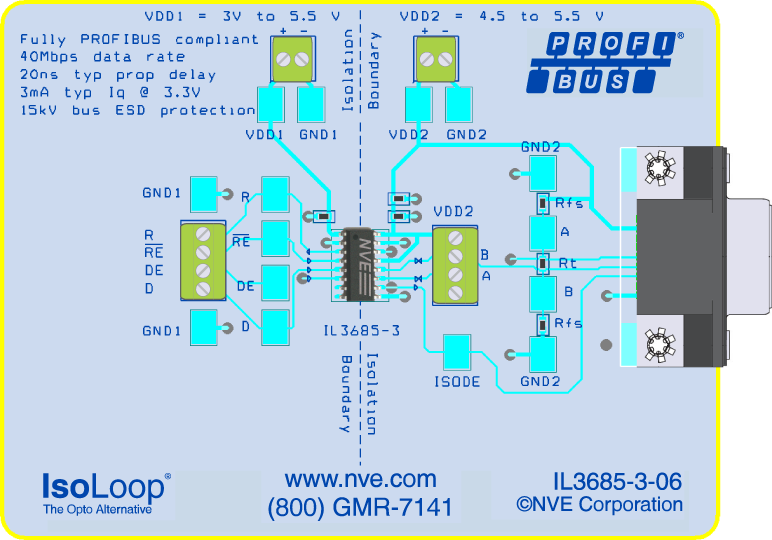 VDD1 = 3V to 5.5 V
VDD2 = 4.5 to 5.5 V
Fully PROFIBUS compliant
40Mbps data rate
20ns typ prop delay
3mA typ Iq @ 3.3V
15kV bus ESD protection
+ -
+ -
Isolation
Boundary
PROFI®
BUS
VDD1
GND1
VDD2
GND2
GND2
GND1
R
Rfs
VDD2
R
RE
RE
A
DE
B
D
DE
A
Rt
B
GND1
D
NVE
IL3685-3
Rfs
ISODE
GND2
Isolation
Boundary
IsoLoop®
The Opto Alternative
www.nve.com
(800) GMR-7141
IL3685-3-06
©NVE Corporation